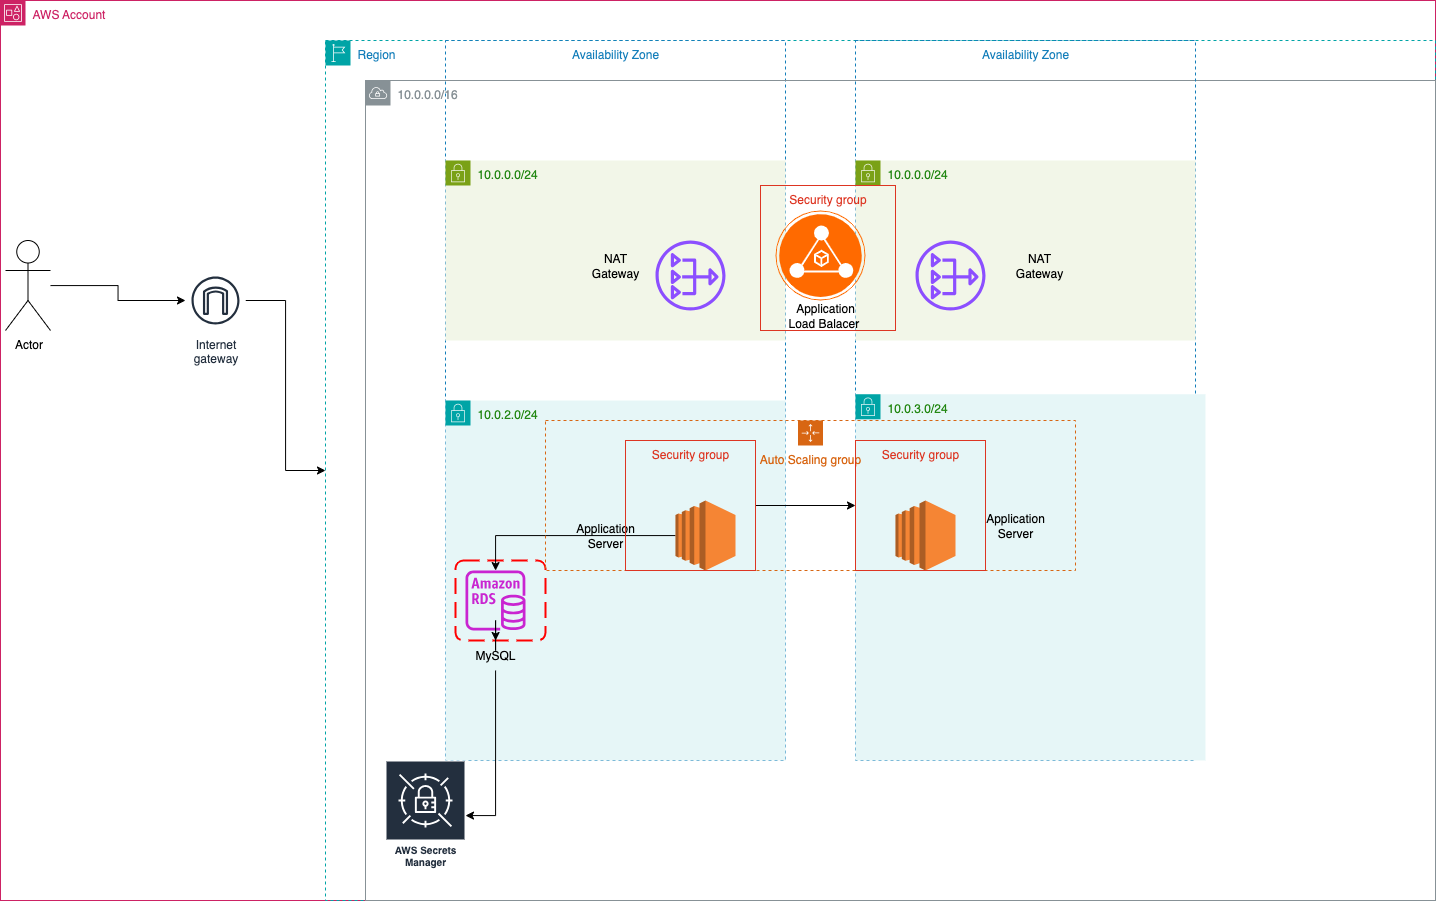 AWS Account
Region
Availability Zone
Availability Zone
10.0.0.0/16
10.0.0.0/24
10.0.0.0/24
Security group
NAT
Gateway
NAT
Gateway
Application
Load Balacer
Actor
Internet
gateway
10.0.2.0/24
10.0.3.0/24
Security group
Auto Scaling group
Security group
Application
Server
Application
Server
Amazon
RDS
MySQL
AWS Secrets
Manager